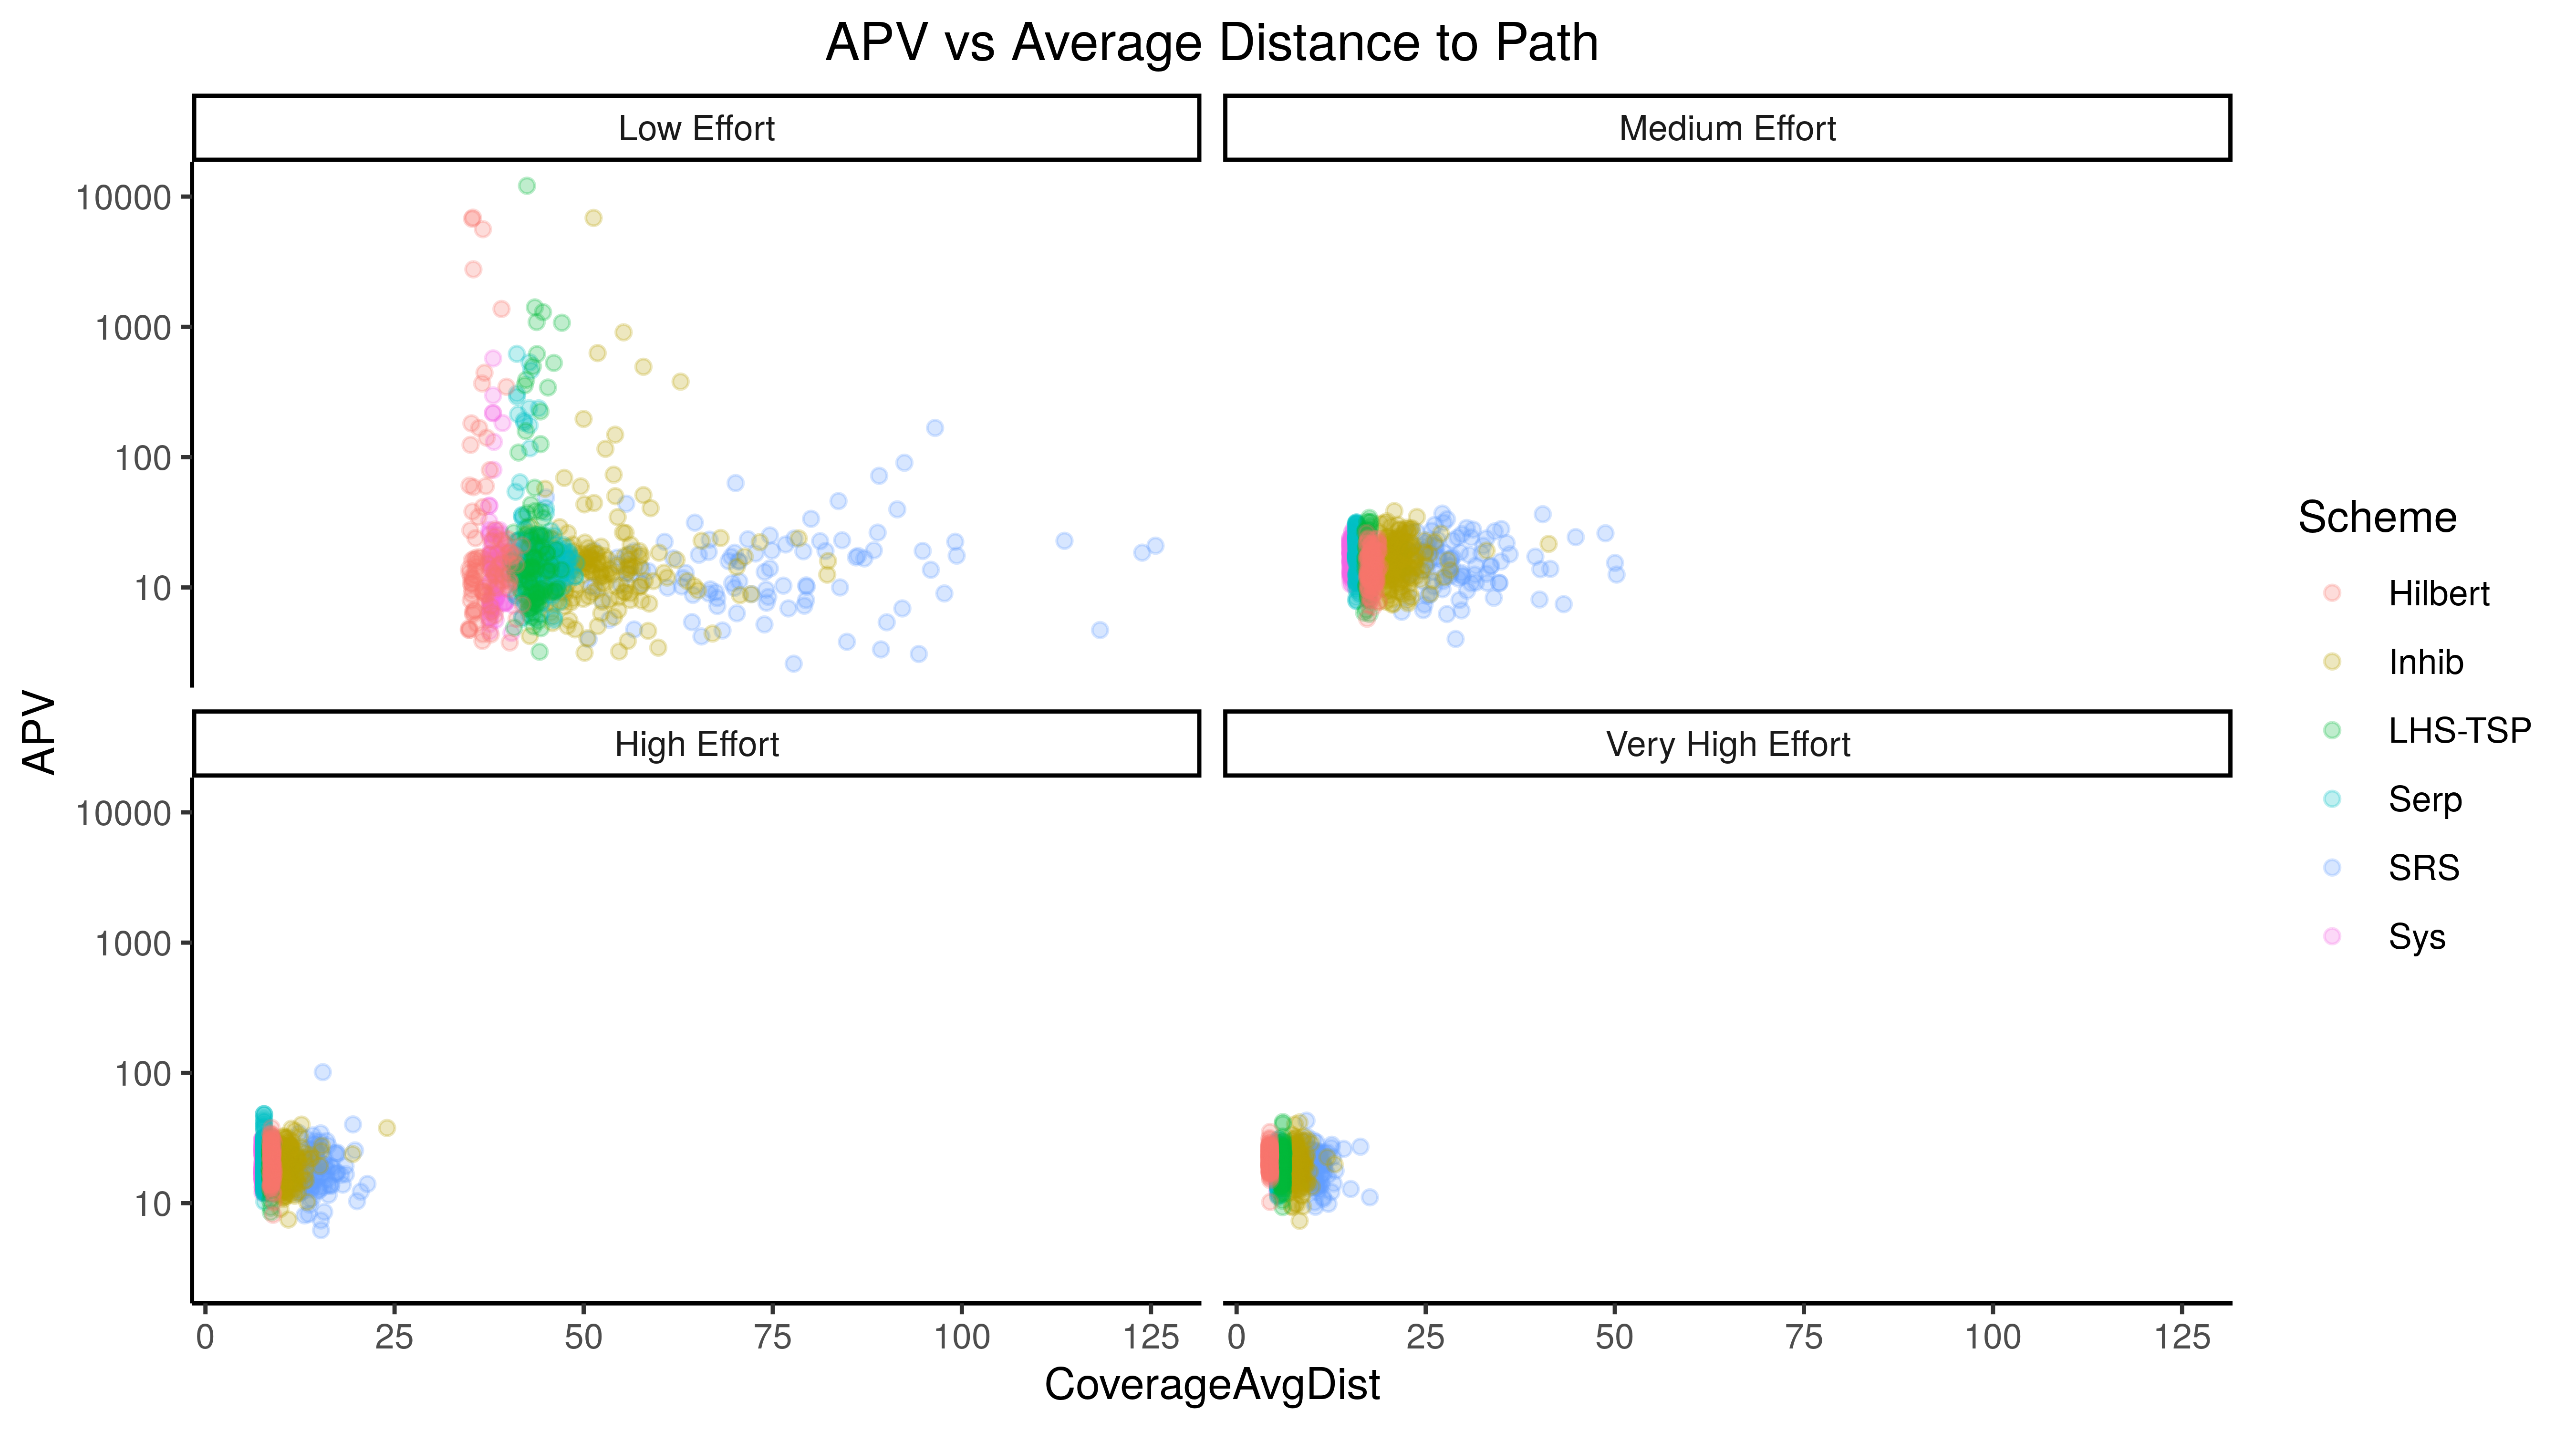 APV vs Average Distance to Path
Low Effort
Medium Effort
10000
1000
100
10
High Effort
Very High Effort
10000
1000
100
10
0 25 50 75 100 125
0 25 50 75 100 125
CoverageAvgDist
APV
Scheme
Hilbert
Inhib
LHS-TSP
Serp
SRS
Sys